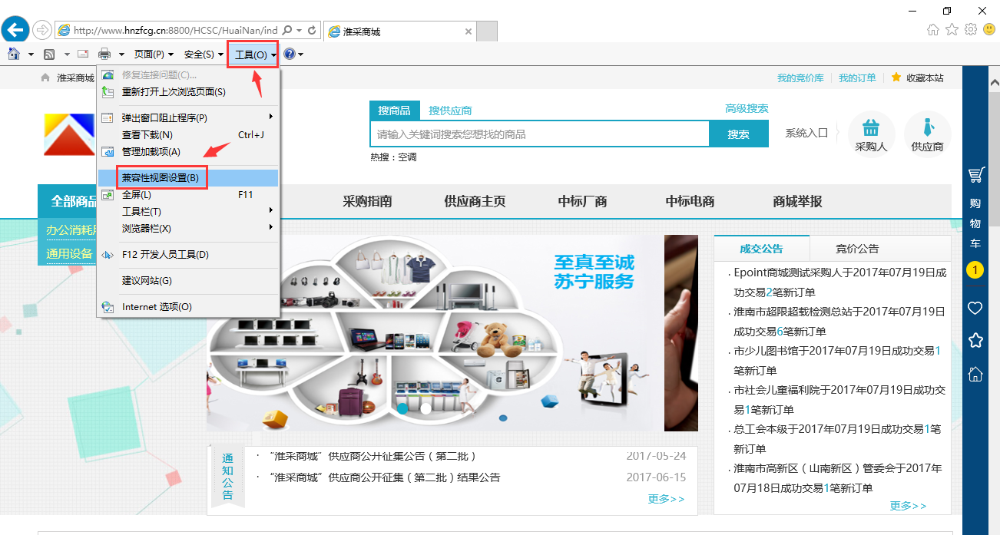 http://www.hnzfcg.cn:8800/HCSC/HuaiNan/ind
淮采商城
页面(P)
安全(S)
工具(O)
淮采商城
我的竞价库
我的订单
收藏本站
修复连接问题(C)...
重新打开上次浏览页面(S)
弹出窗口阻止程序(P)
查看下载(N) Ctrl+J
管理加载项(A)
兼容性视图设置(B)
全屏(L) F11
工具栏(T)
浏览器栏(X)
F12 开发人员工具(D)
建议网站(G)
Internet 选项(O)
搜商品
搜供应商
高级搜索
请输入关键词搜索您想找的商品
搜索
热搜：空调
系统入口
采购人
供应商
全部商品
采购指南
供应商主页
中标厂商
中标电商
商城举报
办公消耗用
通用设备
至真至诚
苏宁服务
成交公告
竞价公告
. Epoint商城测试采购人于2017年07月19日成
功交易2笔新订单
. 淮南市超限超载检测总站于2017年07月19日
成功交易6笔新订单
. 市少儿图书馆于2017年07月19日成功交易1
笔新订单
. 市社会儿童福利院于2017年07月19日成功交
易1笔新订单
. 总工会本级于2017年07月19日成功交易1笔
新订单
. 淮南市高新区（山南新区）管委会于2017年
07月18日成功交易1笔新订单
更多>>
通知公告
· “淮采商城”供应商公开征集公告（第二批） 2017-05-24
· “淮采商城”供应商公开征集（第二批）结果公告 2017-06-15
更多>>
购物车
1